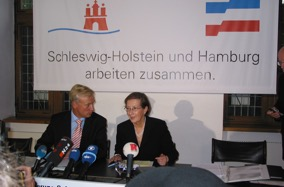 Schleswig-Holstein und Hamburg
arbeiten zusammen.